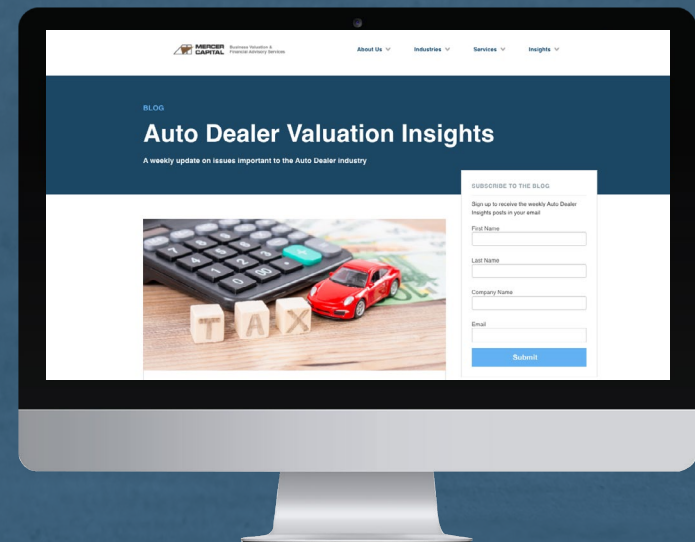 MERCER
CAPITAL
Business Valuation &
Financial Advisory Services
About Us
Industries
Services
Insights
BLOG
Auto Dealer Valuation Insights
A weekly update on issues important to the Auto Dealer industry
SUBSCRIBE TO THE BLOG
Sign up to receive the weekly Auto Dealer
Insights posts in your email
First Name
Last Name
Company Name
Email
Submit
TAX